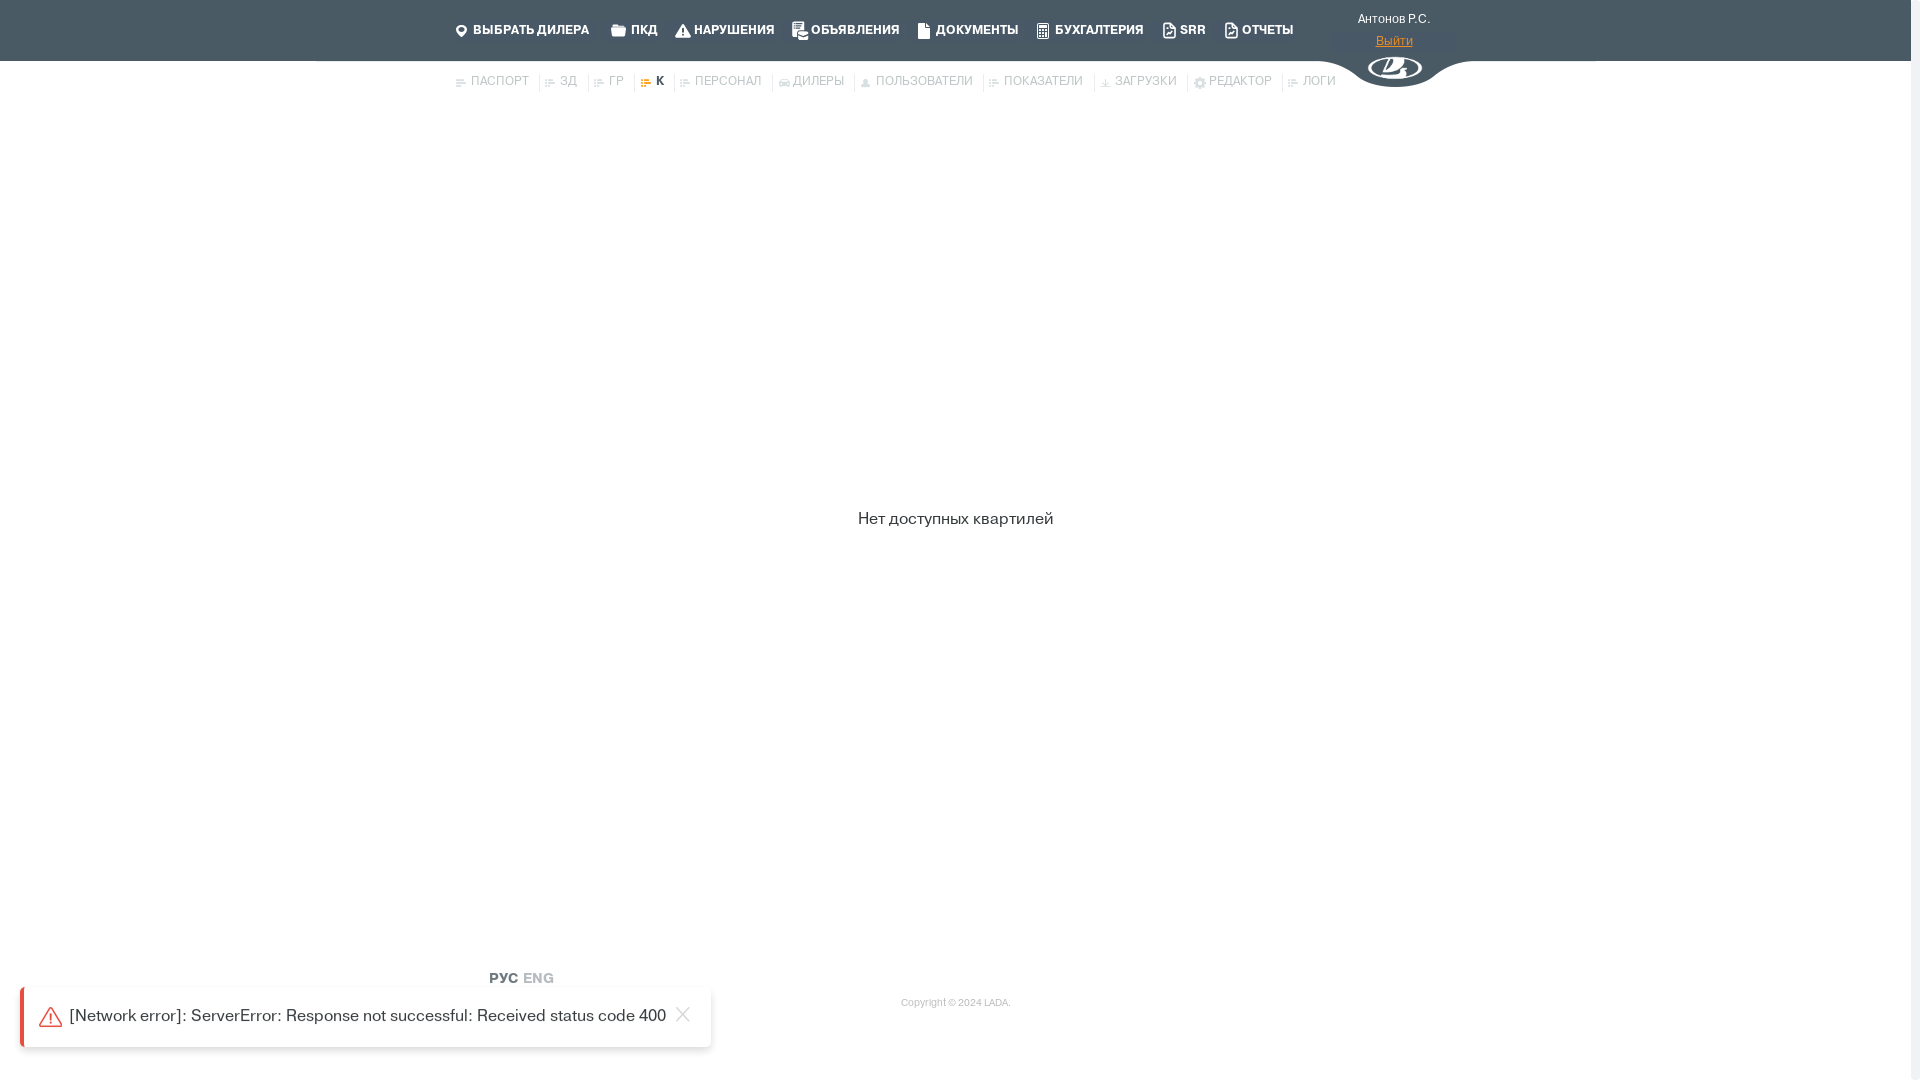 ВЫБРАТЬ ДИЛЕРА ПКД НАРУШЕНИЯ ОБЪЯВЛЕНИЯ ДОКУМЕНТЫ БУХГАЛТЕРИЯ SRR ОТЧЕТЫ
Антонов Р.С.
Выйти
ПАСПОРТ ЗД ГР К ПЕРСОНАЛ ДИЛЕРЫ ПОЛЬЗОВАТЕЛИ ПОКАЗАТЕЛИ ЗАГРУЗКИ РЕДАКТОР ЛОГИ
Нет доступных квартилей
РУС ENG
Copyright © 2024 LADA.
[Network error]: ServerError: Response not successful: Received status code 400